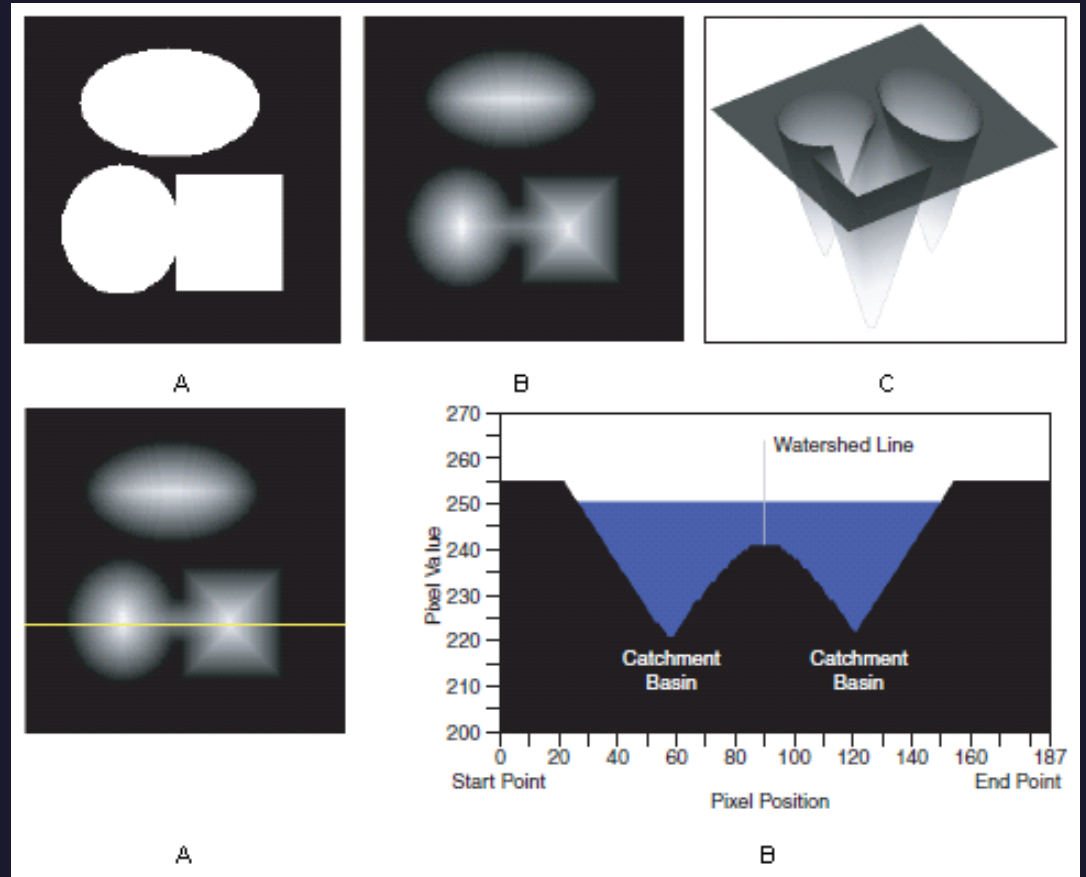 A
B
C
270
260
250
240
230
220
210
200
Pixel Value
Watershed Line
Catchment
Basin
Catchment
Basin
0 20 40 60 80 100 120 140 160 187
Start Point
End Point
Pixel Position
A
B